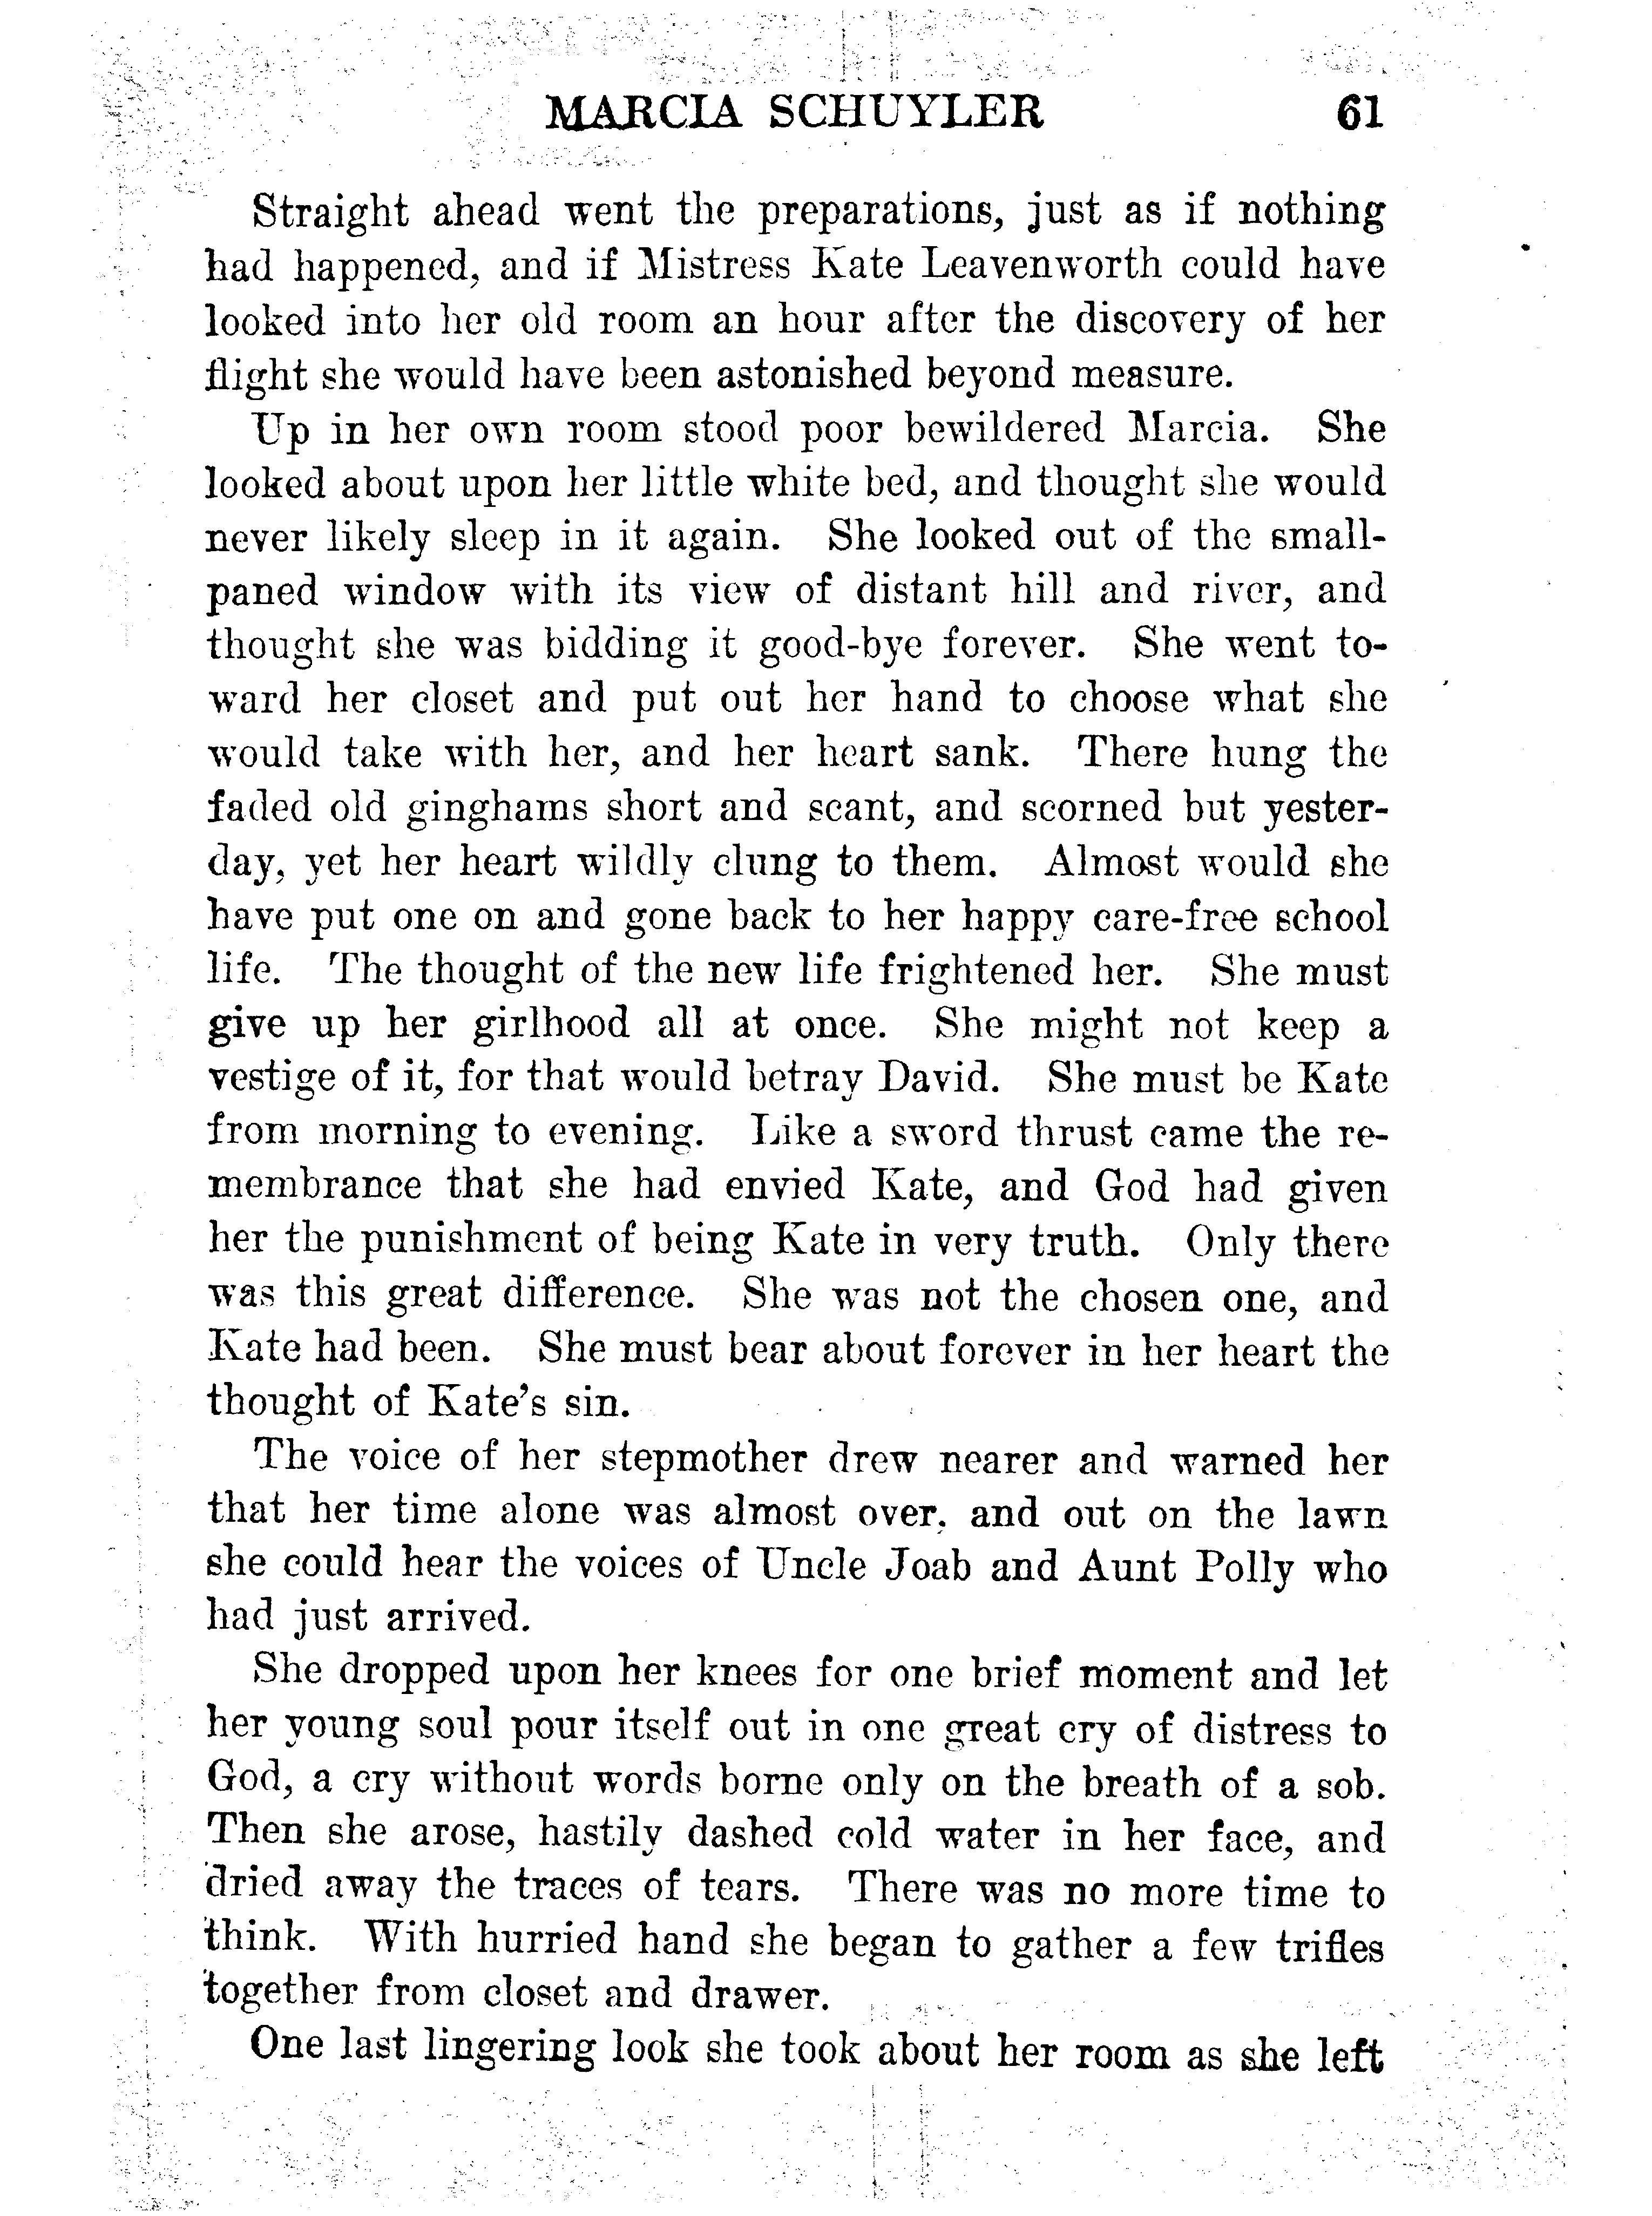 MARCIA SCHUYLER 61
Straight ahead went the preparations, just as if nothing
had happened, and if Mistress Kate Leavenworth could have
looked into her old room an hour after the discovery of her
flight she would have been astonished beyond measure.
Up in her own room stood poor bewildered Marcia. She
looked about upon her little white bed, and thought she would
never likely sleep in it again. She looked out of the small-
paned window with its view of distant hill and river, and
thought she was bidding it good-bye forever. She went to-
ward her closet and put out her hand to choose what she
would take with her, and her heart sank. There hung the
faded old ginghams short and scant, and scorned but yester-
day, yet her heart wildly clung to them. Almost would she
have put one on and gone back to her happy care-free school
life. The thought of the new life frightened her. She must
give up her girlhood all at once. She might not keep a
vestige of it, for that would betray David. She must be Kate
from morning to evening. Like a sword thrust came the re-
membrance that she had envied Kate, and God had given
her the punishment of being Kate in very truth. Only there
was this great difference. She was not the chosen one, and
Kate had been. She must bear about forever in her heart the
thought of Kate's sin.
The voice of her stepmother drew nearer and warned her
that her time alone was almost over, and out on the lawn
she could hear the voices of Uncle Joab and Aunt Polly who
had just arrived.
She dropped upon her knees for one brief moment and let
her young soul pour itself out in one great cry of distress to
God, a cry without words borne only on the breath of a sob.
Then she arose, hastily dashed cold water in her face, and
dried away the traces of tears. There was no more time to
think. With hurried hand she began to gather a few trifles
together from closet and drawer.
One last lingering look she took about her room as she left